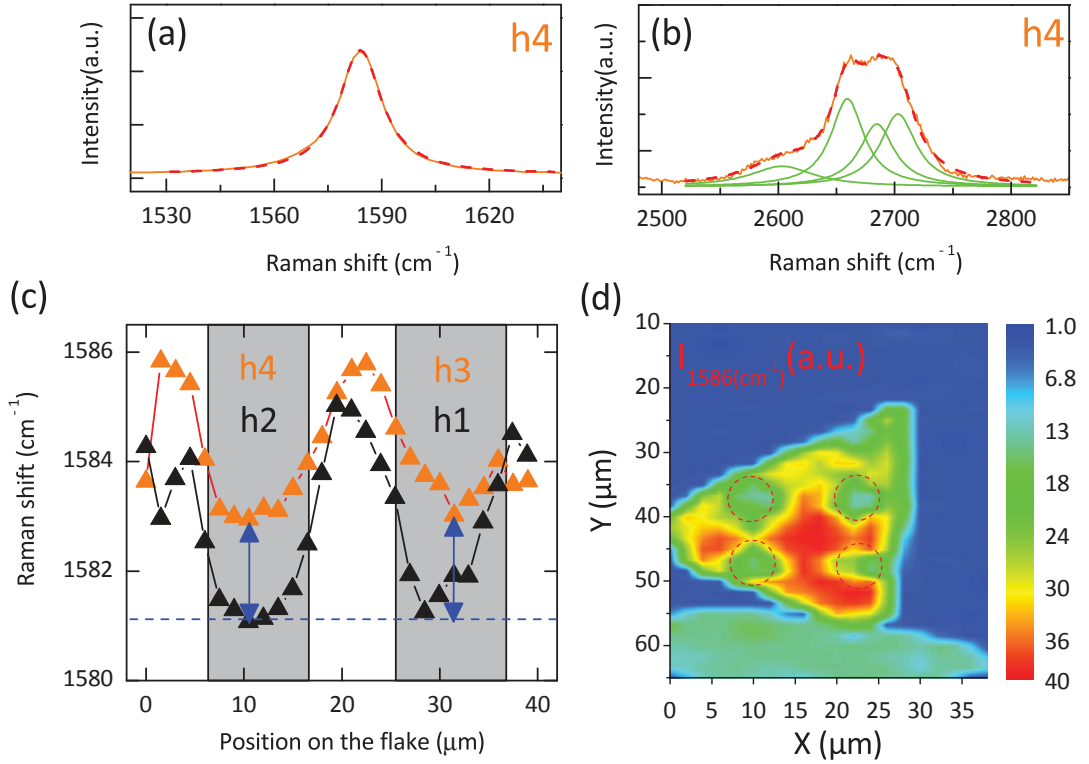 (a)
h4
Intensity(a.u.)
1530 1560 1590 1620
Raman shift (cm⁻¹)
(b)
h4
Intensity(a.u.)
2500 2600 2700 2800
Raman shift (cm⁻¹)
(c)
Raman shift (cm⁻¹)
1586
1584
1582
1580
h4
h2
h3
h1
0 10 20 30 40
Position on the flake (μm)
(d)
I1586(cm⁻¹)(a.u.)
Y (μm)
10
20
30
40
50
60
0 5 10 15 20 25 30 35
X (μm)
1.0
6.8
13
18
24
30
36
40